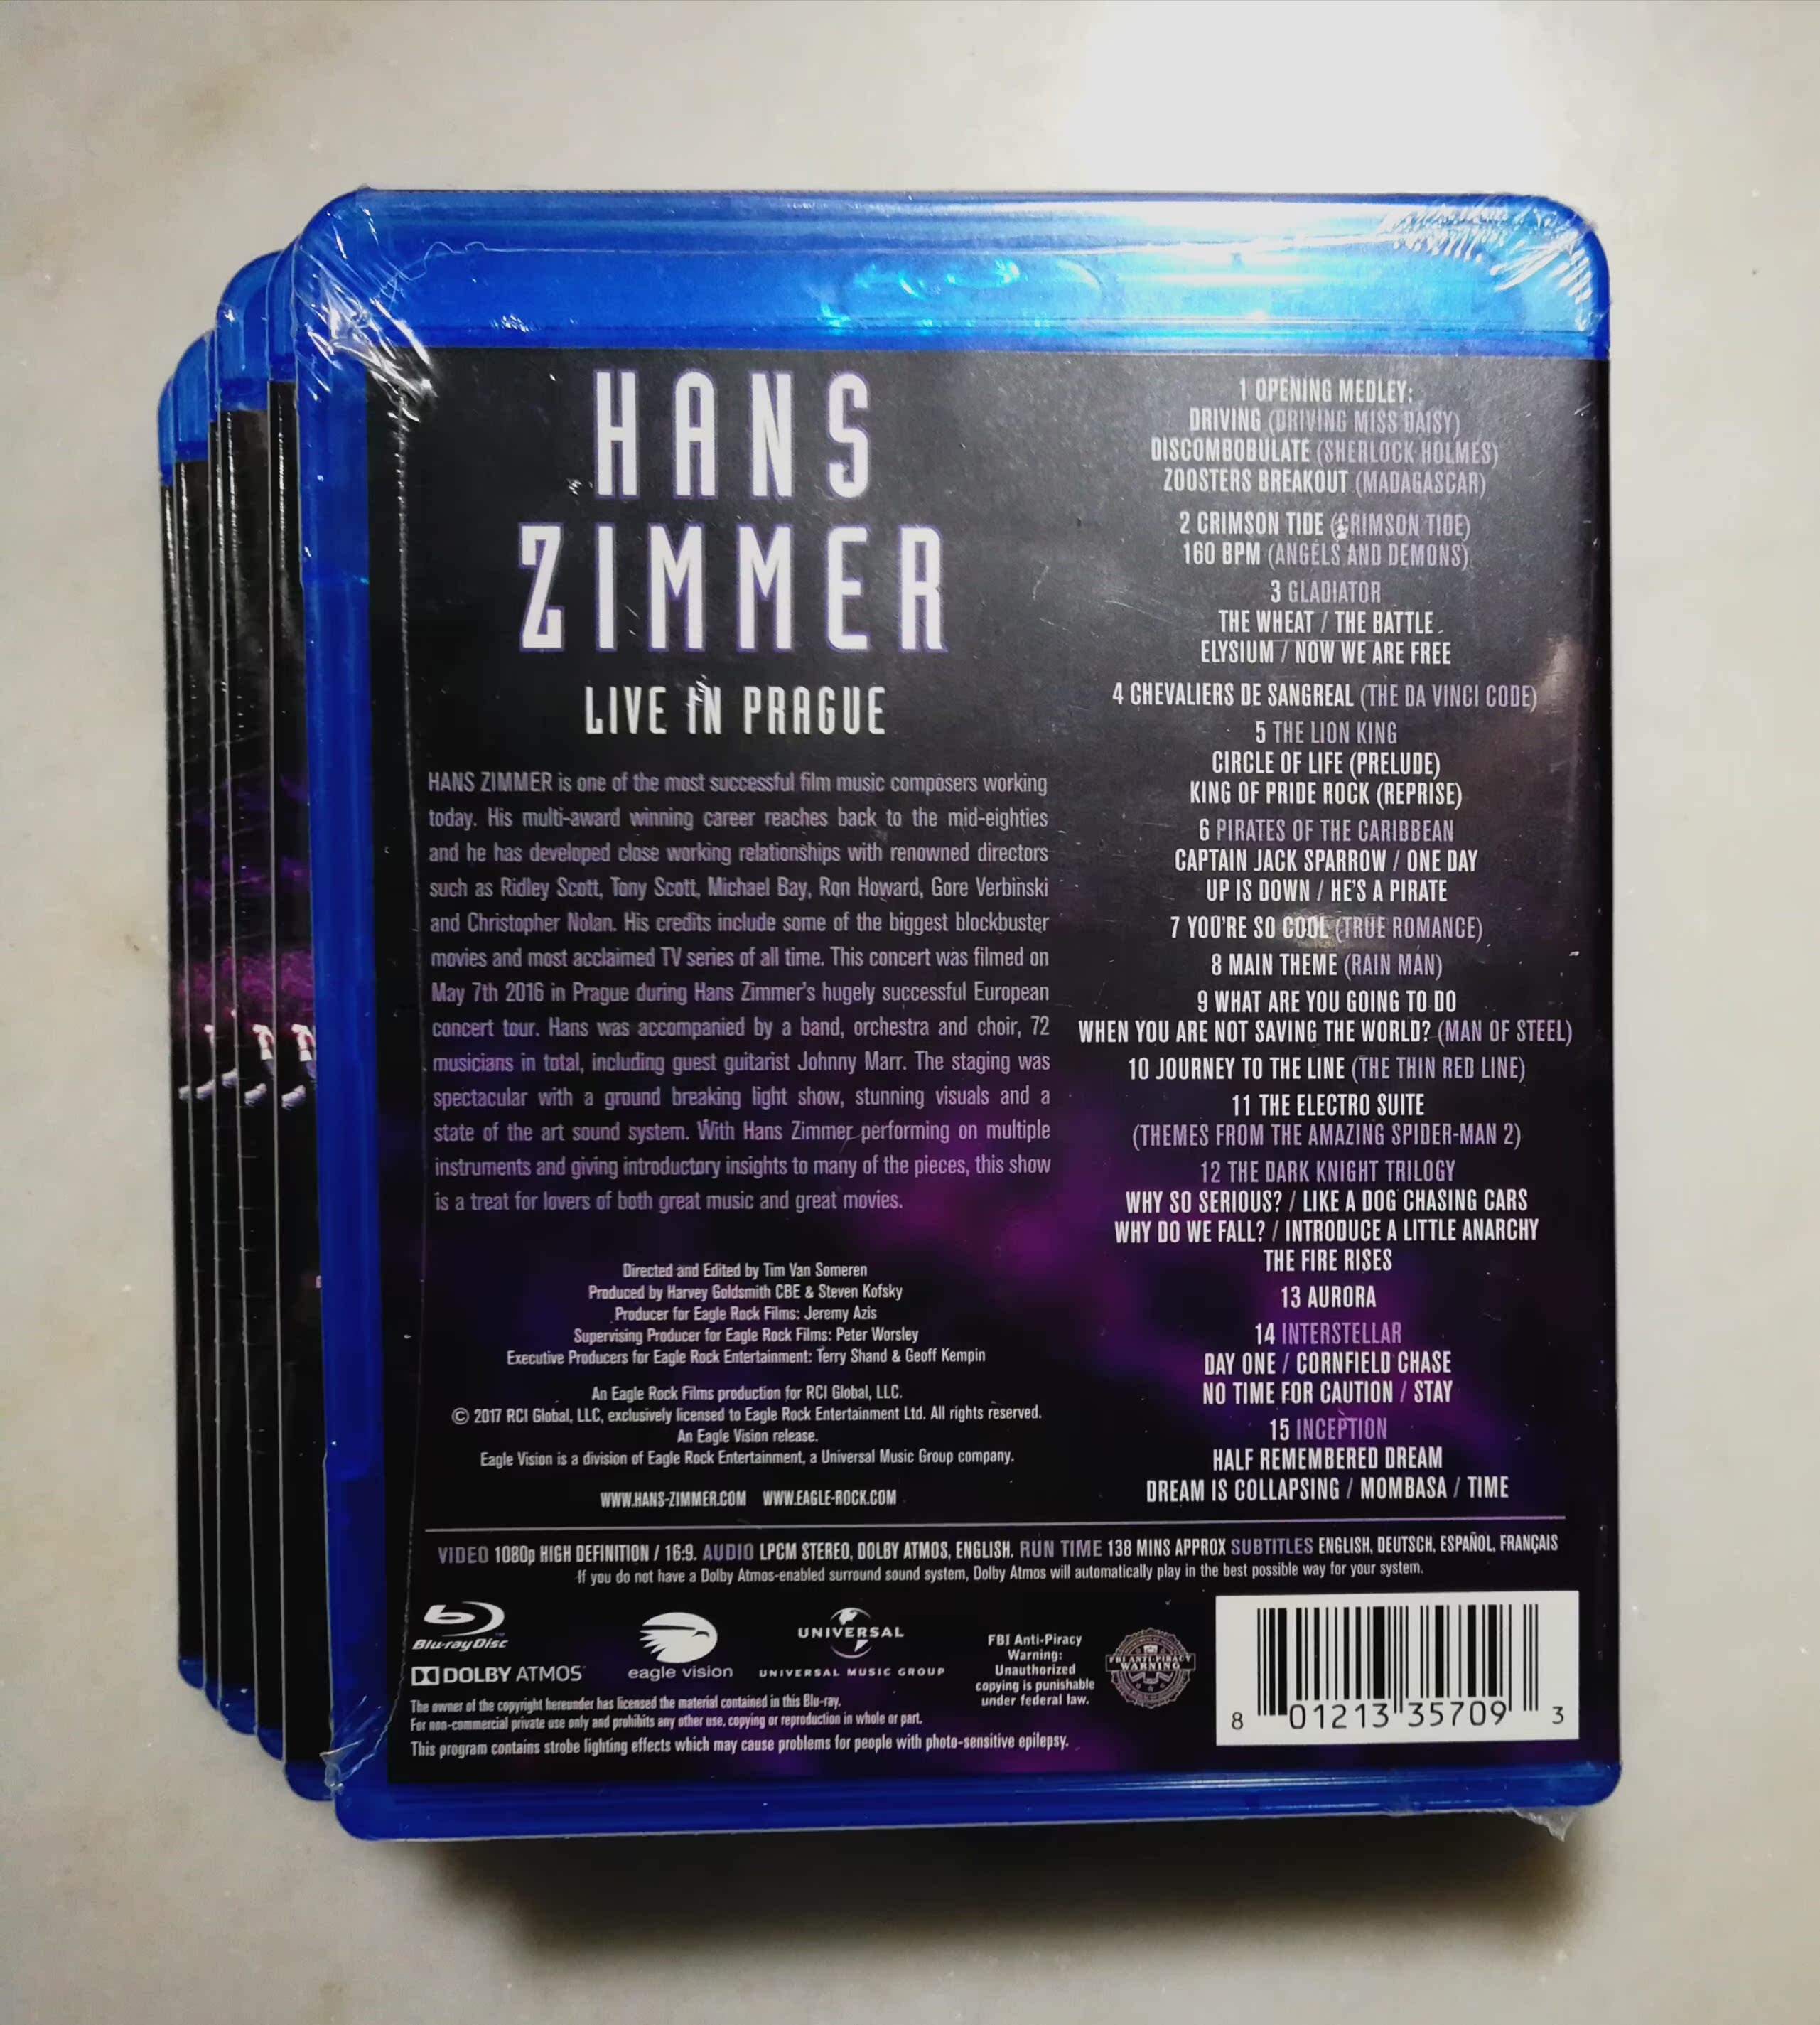 HANS
ZIMMER
LIVE IN PRAGUE
HANS ZIMMER is one of the most successful film music composers working
today. His multi-award winning career reaches back to the mid-eighties
and he has developed close working relationships with renowned directors
such as Ridley Scott, Tony Scott, Michael Bay, Ron Howard, Gore Verbinski
and Christopher Nolan. His credits include some of the biggest blockbuster
movies and most acclaimed TV series of all time. This concert was filmed on
May 7th 2016 in Prague during Hans Zimmer's hugely successful European
concert tour. Hans was accompanied by a band, orchestra and choir, 72
musicians in total, including guest guitarist Johnny Marr. The staging was
spectacular with a ground breaking light show, stunning visuals and a
state of the art sound system. With Hans Zimmer performing on multiple
instruments and giving introductory insights to many of the pieces, this show
is a treat for lovers of both great music and great movies.
Directed and Edited by Tim Van Someren
Produced by Harvey Goldsmith CBE & Steven Kofsky
Producer for Eagle Rock Films: Jeremy Azis
Supervising Producer for Eagle Rock Films: Peter Worsley
Executive Producers for Eagle Rock Entertainment: Terry Shand & Geoff Kempin
An Eagle Rock Films production for RCI Global, LLC.
© 2017 RCI Global, LLC, exclusively licensed to Eagle Rock Entertainment Ltd. All rights reserved.
An Eagle Vision release.
Eagle Vision is a division of Eagle Rock Entertainment, a Universal Music Group company.
WWW.HANS-ZIMMER.COM WWW.EAGLE-ROCK.COM
1 OPENING MEDLEY:
DRIVING (DRIVING MISS DAISY)
DISCOMBOBULATE (SHERLOCK HOLMES)
ZOOSTERS BREAKOUT (MADAGASCAR)
2 CRIMSON TIDE (CRIMSON TIDE)
160 BPM (ANGELS AND DEMONS)
3 GLADIATOR
THE WHEAT / THE BATTLE
ELYSIUM / NOW WE ARE FREE
4 CHEVALIERS DE SANGREAL (THE DA VINCI CODE)
5 THE LION KING
CIRCLE OF LIFE (PRELUDE)
KING OF PRIDE ROCK (REPRISE)
6 PIRATES OF THE CARIBBEAN
CAPTAIN JACK SPARROW / ONE DAY
UP IS DOWN / HE'S A PIRATE
7 YOU'RE SO COOL (TRUE ROMANCE)
8 MAIN THEME (RAIN MAN)
9 WHAT ARE YOU GOING TO DO
WHEN YOU ARE NOT SAVING THE WORLD? (MAN OF STEEL)
10 JOURNEY TO THE LINE (THE THIN RED LINE)
11 THE ELECTRO SUITE
(THEMES FROM THE AMAZING SPIDER-MAN 2)
12 THE DARK KNIGHT TRILOGY
WHY SO SERIOUS? / LIKE A DOG CHASING CARS
WHY DO WE FALL? / INTRODUCE A LITTLE ANARCHY
THE FIRE RISES
13 AURORA
14 INTERSTELLAR
DAY ONE / CORNFIELD CHASE
NO TIME FOR CAUTION / STAY
15 INCEPTION
HALF REMEMBERED DREAM
DREAM IS COLLAPSING / MOMBASA / TIME
VIDEO 1080p HIGH DEFINITION / 16:9. AUDIO LPCM STEREO, DOLBY ATMOS, ENGLISH. RUN TIME 138 MINS APPROX SUBTITLES ENGLISH, DEUTSCH, ESPAÑOL, FRANÇAIS
If you do not have a Dolby Atmos-enabled surround sound system, Dolby Atmos will automatically play in the best possible way for your system.
Blu-ray Disc™
DOLBY ATMOS
eagle vision
UNIVERSAL
UNIVERSAL MUSIC GROUP
FBI Anti-Piracy
Warning:
Unauthorized
copying is punishable
under federal law.
FBI ANTI-PIRACY
WARNING
The owner of the copyright hereunder has licensed the material contained in this Blu-ray.
For non-commercial private use only and prohibits any other use, copying or reproduction in whole or part.
This program contains strobe lighting effects which may cause problems for people with photo-sensitive epilepsy.
8 01213 35709 3